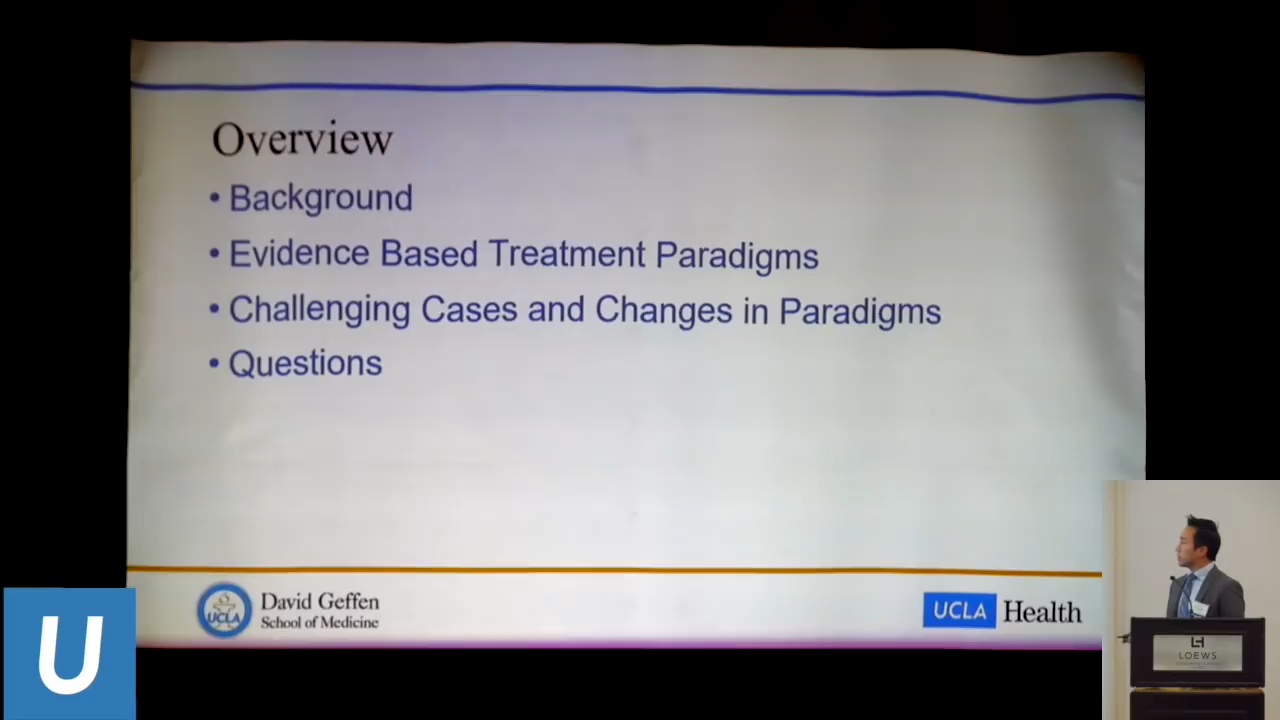 Overview
• Background
• Evidence Based Treatment Paradigms
• Challenging Cases and Changes in Paradigms
• Questions
UCLA
David Geffen
School of Medicine
UCLA Health
U
LOEWS